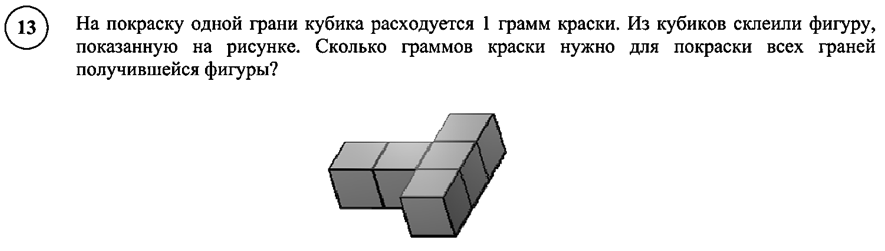 13 На покраску одной грани кубика расходуется 1 грамм краски. Из кубиков склеили фигуру,
показанную на рисунке. Сколько граммов краски нужно для покраски всех граней
получившейся фигуры?